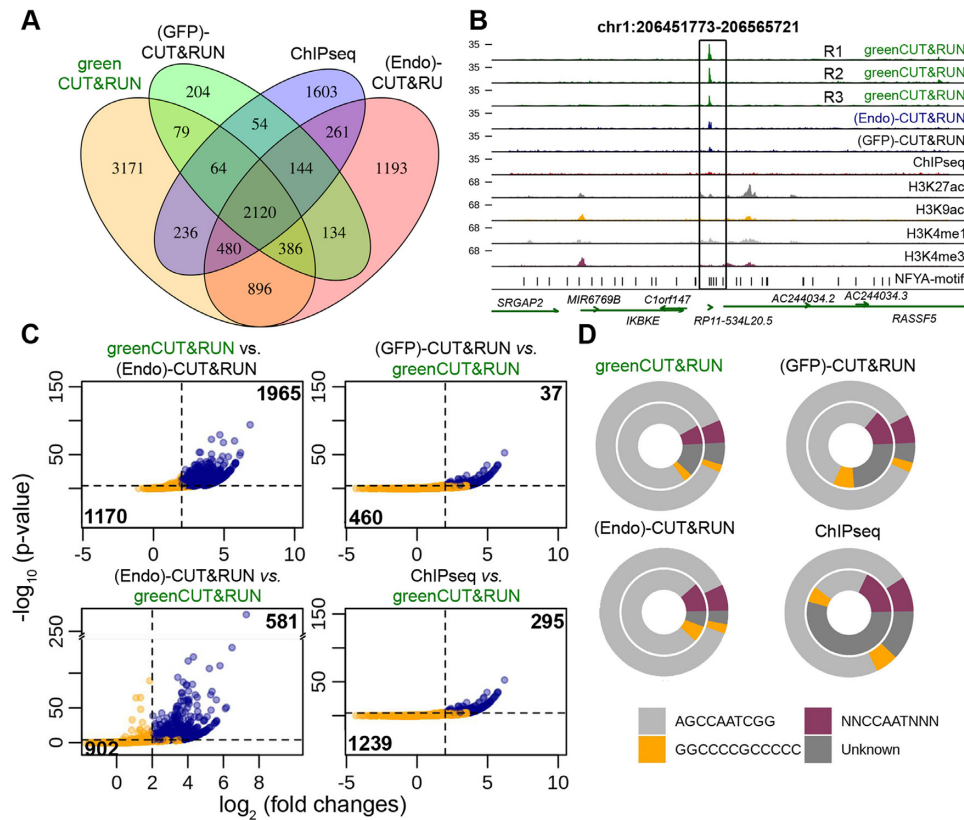 A
green
CUT&RUN
(GFP)-
CUT&RUN
ChIPseq
(Endo)-
CUT&RU
204
1603
79
54
261
3171
64
144
1193
2120
236
134
480
386
896
B
chr1:206451773-206565721
35
R1
greenCUT&RUN
35
R2
greenCUT&RUN
35
R3
greenCUT&RUN
35
(Endo)-CUT&RUN
35
(GFP)-CUT&RUN
35
ChIPseq
68
H3K27ac
68
H3K9ac
68
H3K4me1
68
H3K4me3
NFYA-motif
SRGAP2
MIR6769B
C1orf147
AC244034.2
AC244034.3
IKBKE
RP11-534L20.5
RASSF5
C
greenCUT&RUN vs.
(Endo)-CUT&RUN
150
1965
50
1170
-5
0
5
10
(GFP)-CUT&RUN vs.
greenCUT&RUN
150
37
50
460
-5
0
5
10
(Endo)-CUT&RUN vs.
greenCUT&RUN
250
581
250
50
0
902
0
2
4
6
8
ChIPseq vs.
greenCUT&RUN
150
295
50
1239
-5
0
5
10
-log10 (p-value)
log2 (fold changes)
D
greenCUT&RUN
(GFP)-CUT&RUN
(Endo)-CUT&RUN
ChIPseq
AGCCAATCGG
NNCCAATNNN
GGCCCCGCCCCC
Unknown